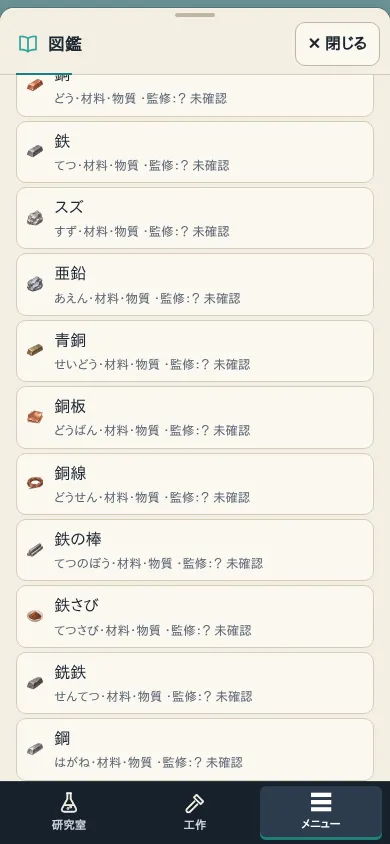 図鑑
✕ 閉じる
銅
どう・材料・物質 ・監修：? 未確認
鉄
てつ・材料・物質 ・監修：? 未確認
スズ
すず・材料・物質 ・監修：? 未確認
亜鉛
あえん・材料・物質 ・監修：? 未確認
青銅
せいどう・材料・物質 ・監修：? 未確認
銅板
どうばん・材料・物質 ・監修：? 未確認
銅線
どうせん・材料・物質 ・監修：? 未確認
鉄の棒
てつのぼう・材料・物質 ・監修：? 未確認
鉄さび
てつさび・材料・物質 ・監修：? 未確認
銑鉄
せんてつ・材料・物質 ・監修：? 未確認
鋼
はがね・材料・物質 ・監修：? 未確認
研究室
工作
メニュー